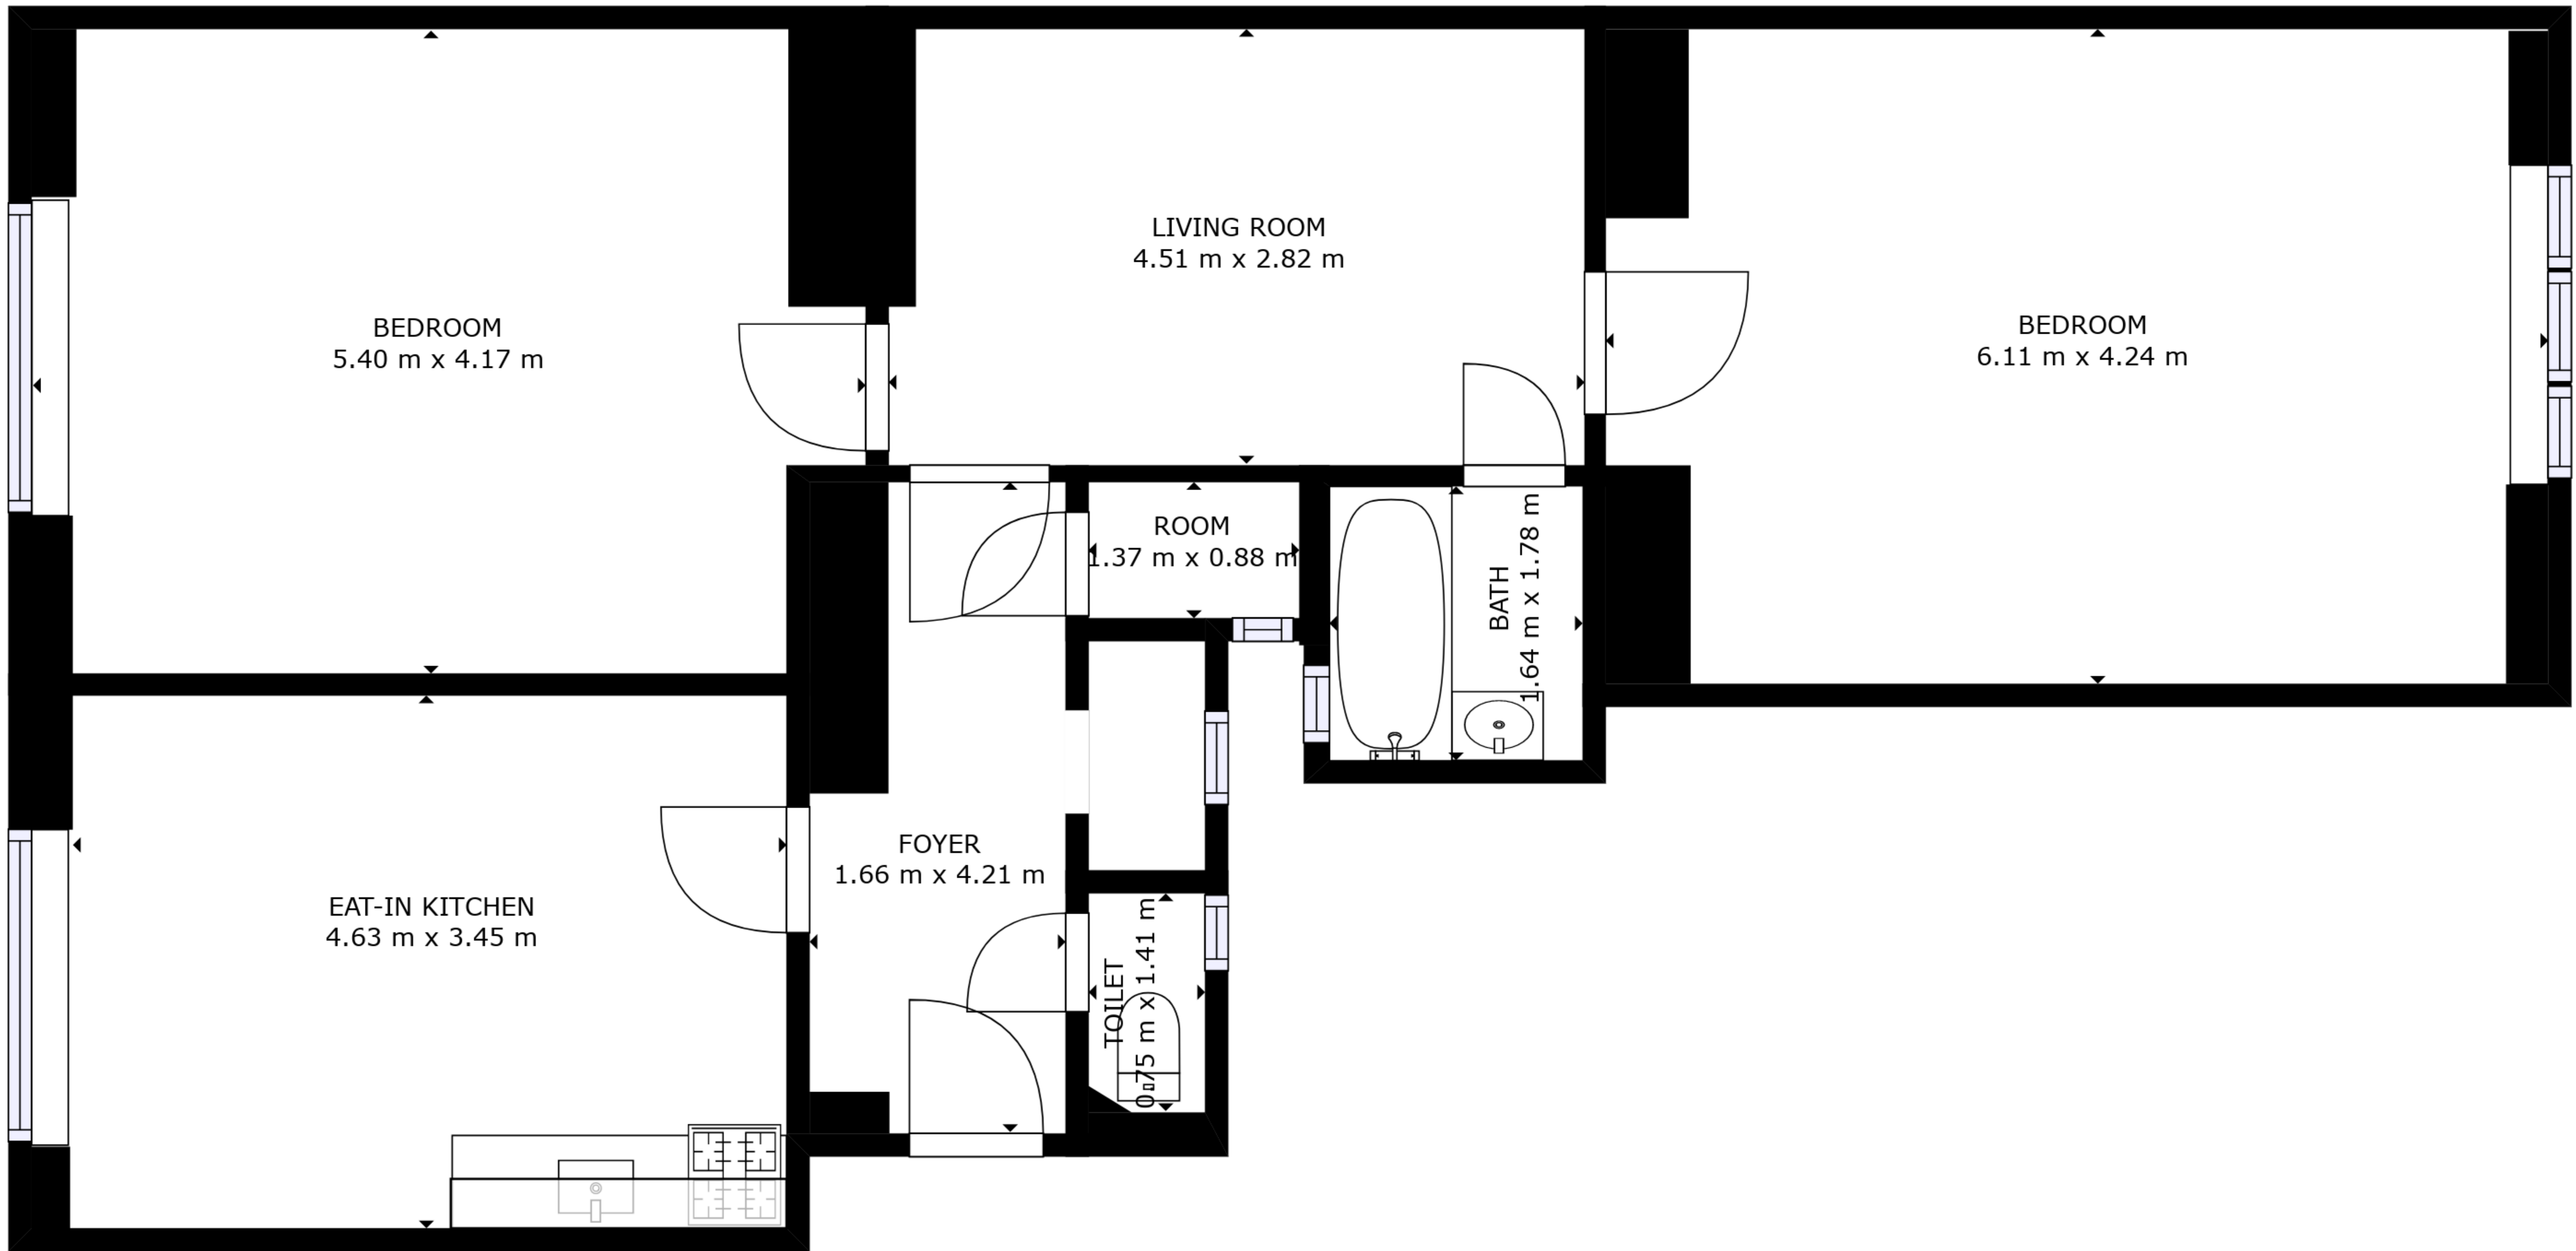 BEDROOM
5.40 m x 4.17 m
LIVING ROOM
4.51 m x 2.82 m
BEDROOM
6.11 m x 4.24 m
ROOM
1.37 m x 0.88 m
BATH
1.64 m x 1.78 m
FOYER
1.66 m x 4.21 m
EAT-IN KITCHEN
4.63 m x 3.45 m
TOILET
0.75 m x 1.41 m